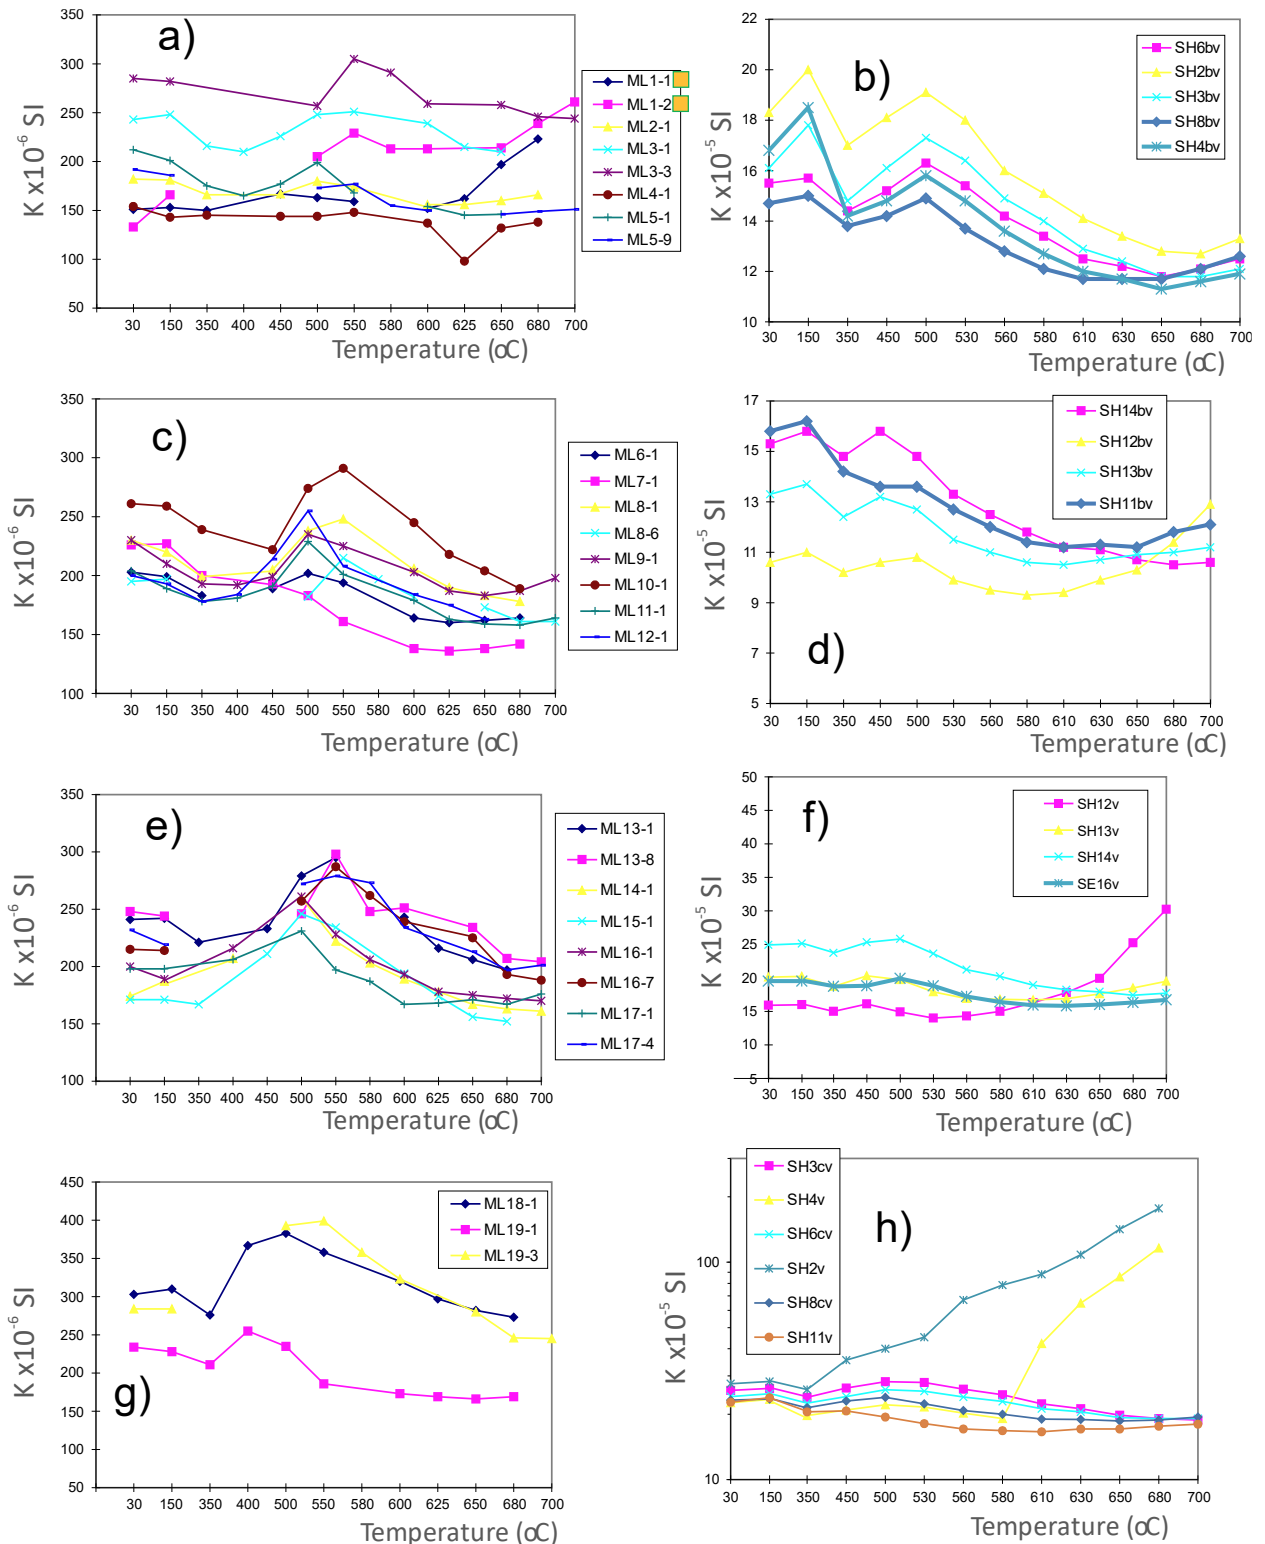 a)
350
300
250
200
150
100
50
K x10-6 SI
30 150 350 400 450 500 550 580 600 625 650 680 700
Temperature (oC)
ML1-1
ML1-2
ML2-1
ML3-1
ML3-3
ML4-1
ML5-1
ML5-9
b)
22
20
18
16
14
12
10
K x10-5 SI
30 150 350 450 500 530 560 580 610 630 650 680 700
Temperature (oC)
SH6bv
SH2bv
SH3bv
SH8bv
SH4bv
c)
350
300
250
200
150
100
K x10-6 SI
30 150 350 400 450 500 550 580 600 625 650 680 700
Temperature (oC)
ML6-1
ML7-1
ML8-1
ML8-6
ML9-1
ML10-1
ML11-1
ML12-1
d)
17
15
13
11
9
7
5
K x10-5 SI
30 150 350 450 500 530 560 580 610 630 650 680 700
Temperature (oC)
SH14bv
SH12bv
SH13bv
SH11bv
e)
350
300
250
200
150
100
K x10-6 SI
30 150 350 400 450 500 550 580 600 625 650 680 700
Temperature (oC)
ML13-1
ML13-8
ML14-1
ML15-1
ML16-1
ML16-7
ML17-1
ML17-4
f)
50
45
40
35
30
25
20
15
10
5
K x10-5 SI
30 150 350 450 500 530 560 580 610 630 650 680 700
Temperature (oC)
SH12v
SH13v
SH14v
SE16v
g)
450
400
350
300
250
200
150
100
50
K x10-6 SI
30 150 350 400 500 550 580 600 625 650 680 700
Temperature (oC)
ML18-1
ML19-1
ML19-3
h)
100
10
K x10-5 SI
30 150 350 450 500 530 560 580 610 630 650 680 700
Temperature (oC)
SH3cv
SH4v
SH6cv
SH2v
SH8cv
SH11v